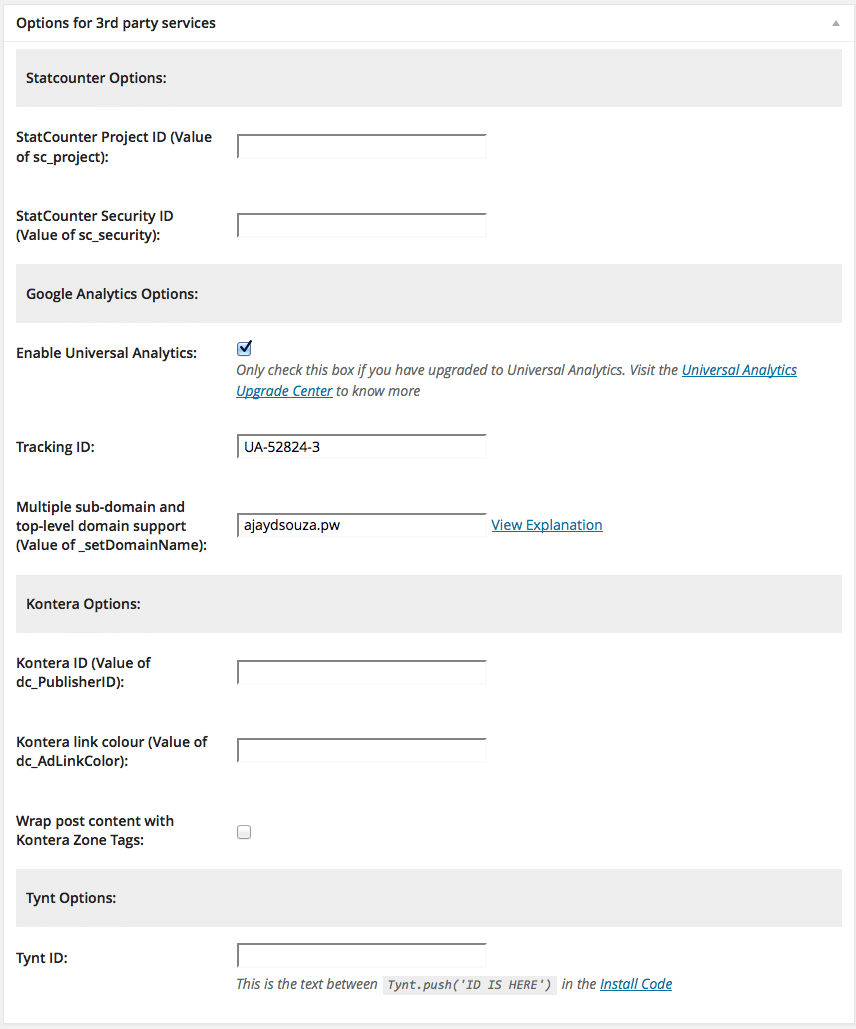 Options for 3rd party services
Statcounter Options:
StatCounter Project ID (Value
of sc_project):
StatCounter Security ID
(Value of sc_security):
Google Analytics Options:
Enable Universal Analytics:
Only check this box if you have upgraded to Universal Analytics. Visit the Universal Analytics
Upgrade Center to know more
Tracking ID:
UA-52824-3
Multiple sub-domain and
top-level domain support
(Value of _setDomainName):
ajaydsouza.pw View Explanation
Kontera Options:
Kontera ID (Value of
dc_PublisherID):
Kontera link colour (Value of
dc_AdLinkColor):
Wrap post content with
Kontera Zone Tags:
Tynt Options:
Tynt ID:
This is the text between Tynt.push('ID IS HERE') in the Install Code